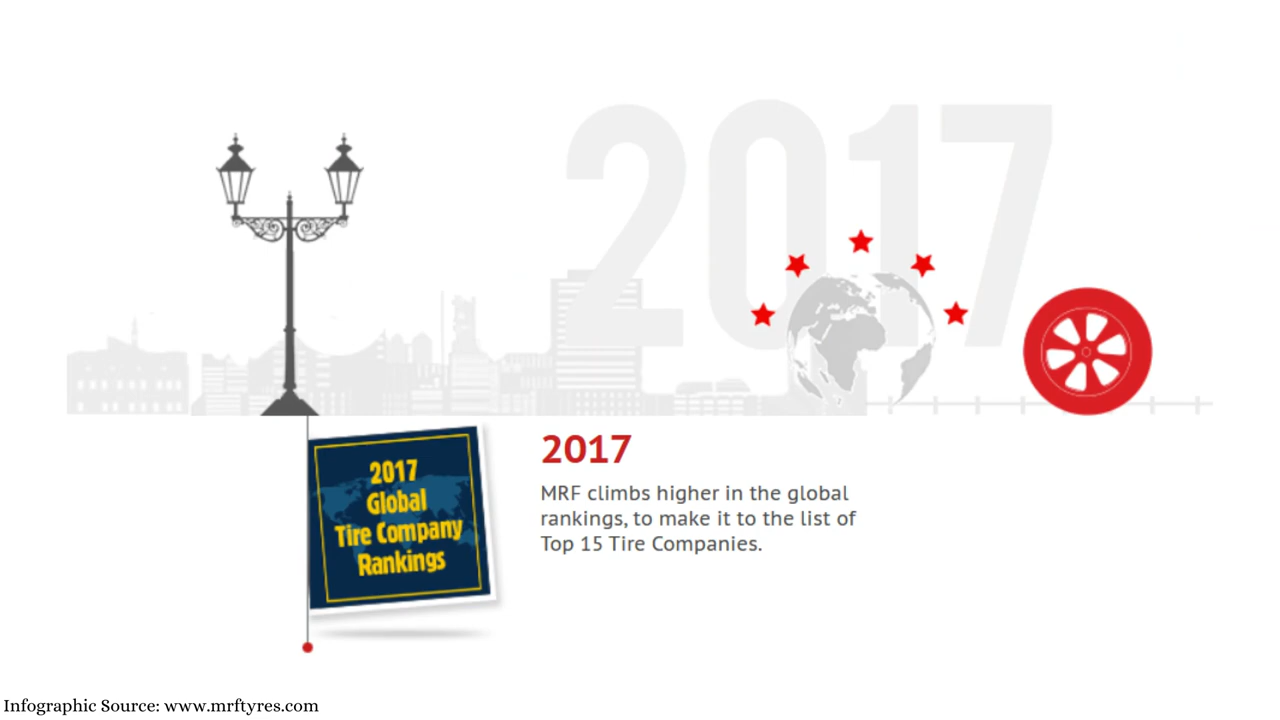 2017
2017
Global
Tire Company
Rankings
2017
MRF climbs higher in the global
rankings, to make it to the list of
Top 15 Tire Companies.
Infographic Source: www.mrftyres.com